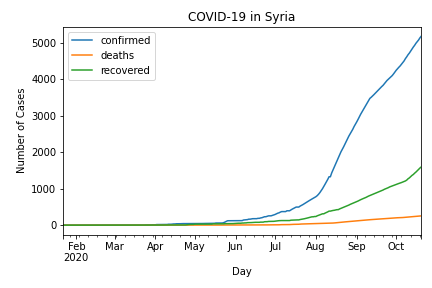 COVID-19 in Syria
confirmed
deaths
recovered
Number of Cases
5000
4000
3000
2000
1000
0
Feb Mar Apr May Jun Jul Aug Sep Oct
2020
Day